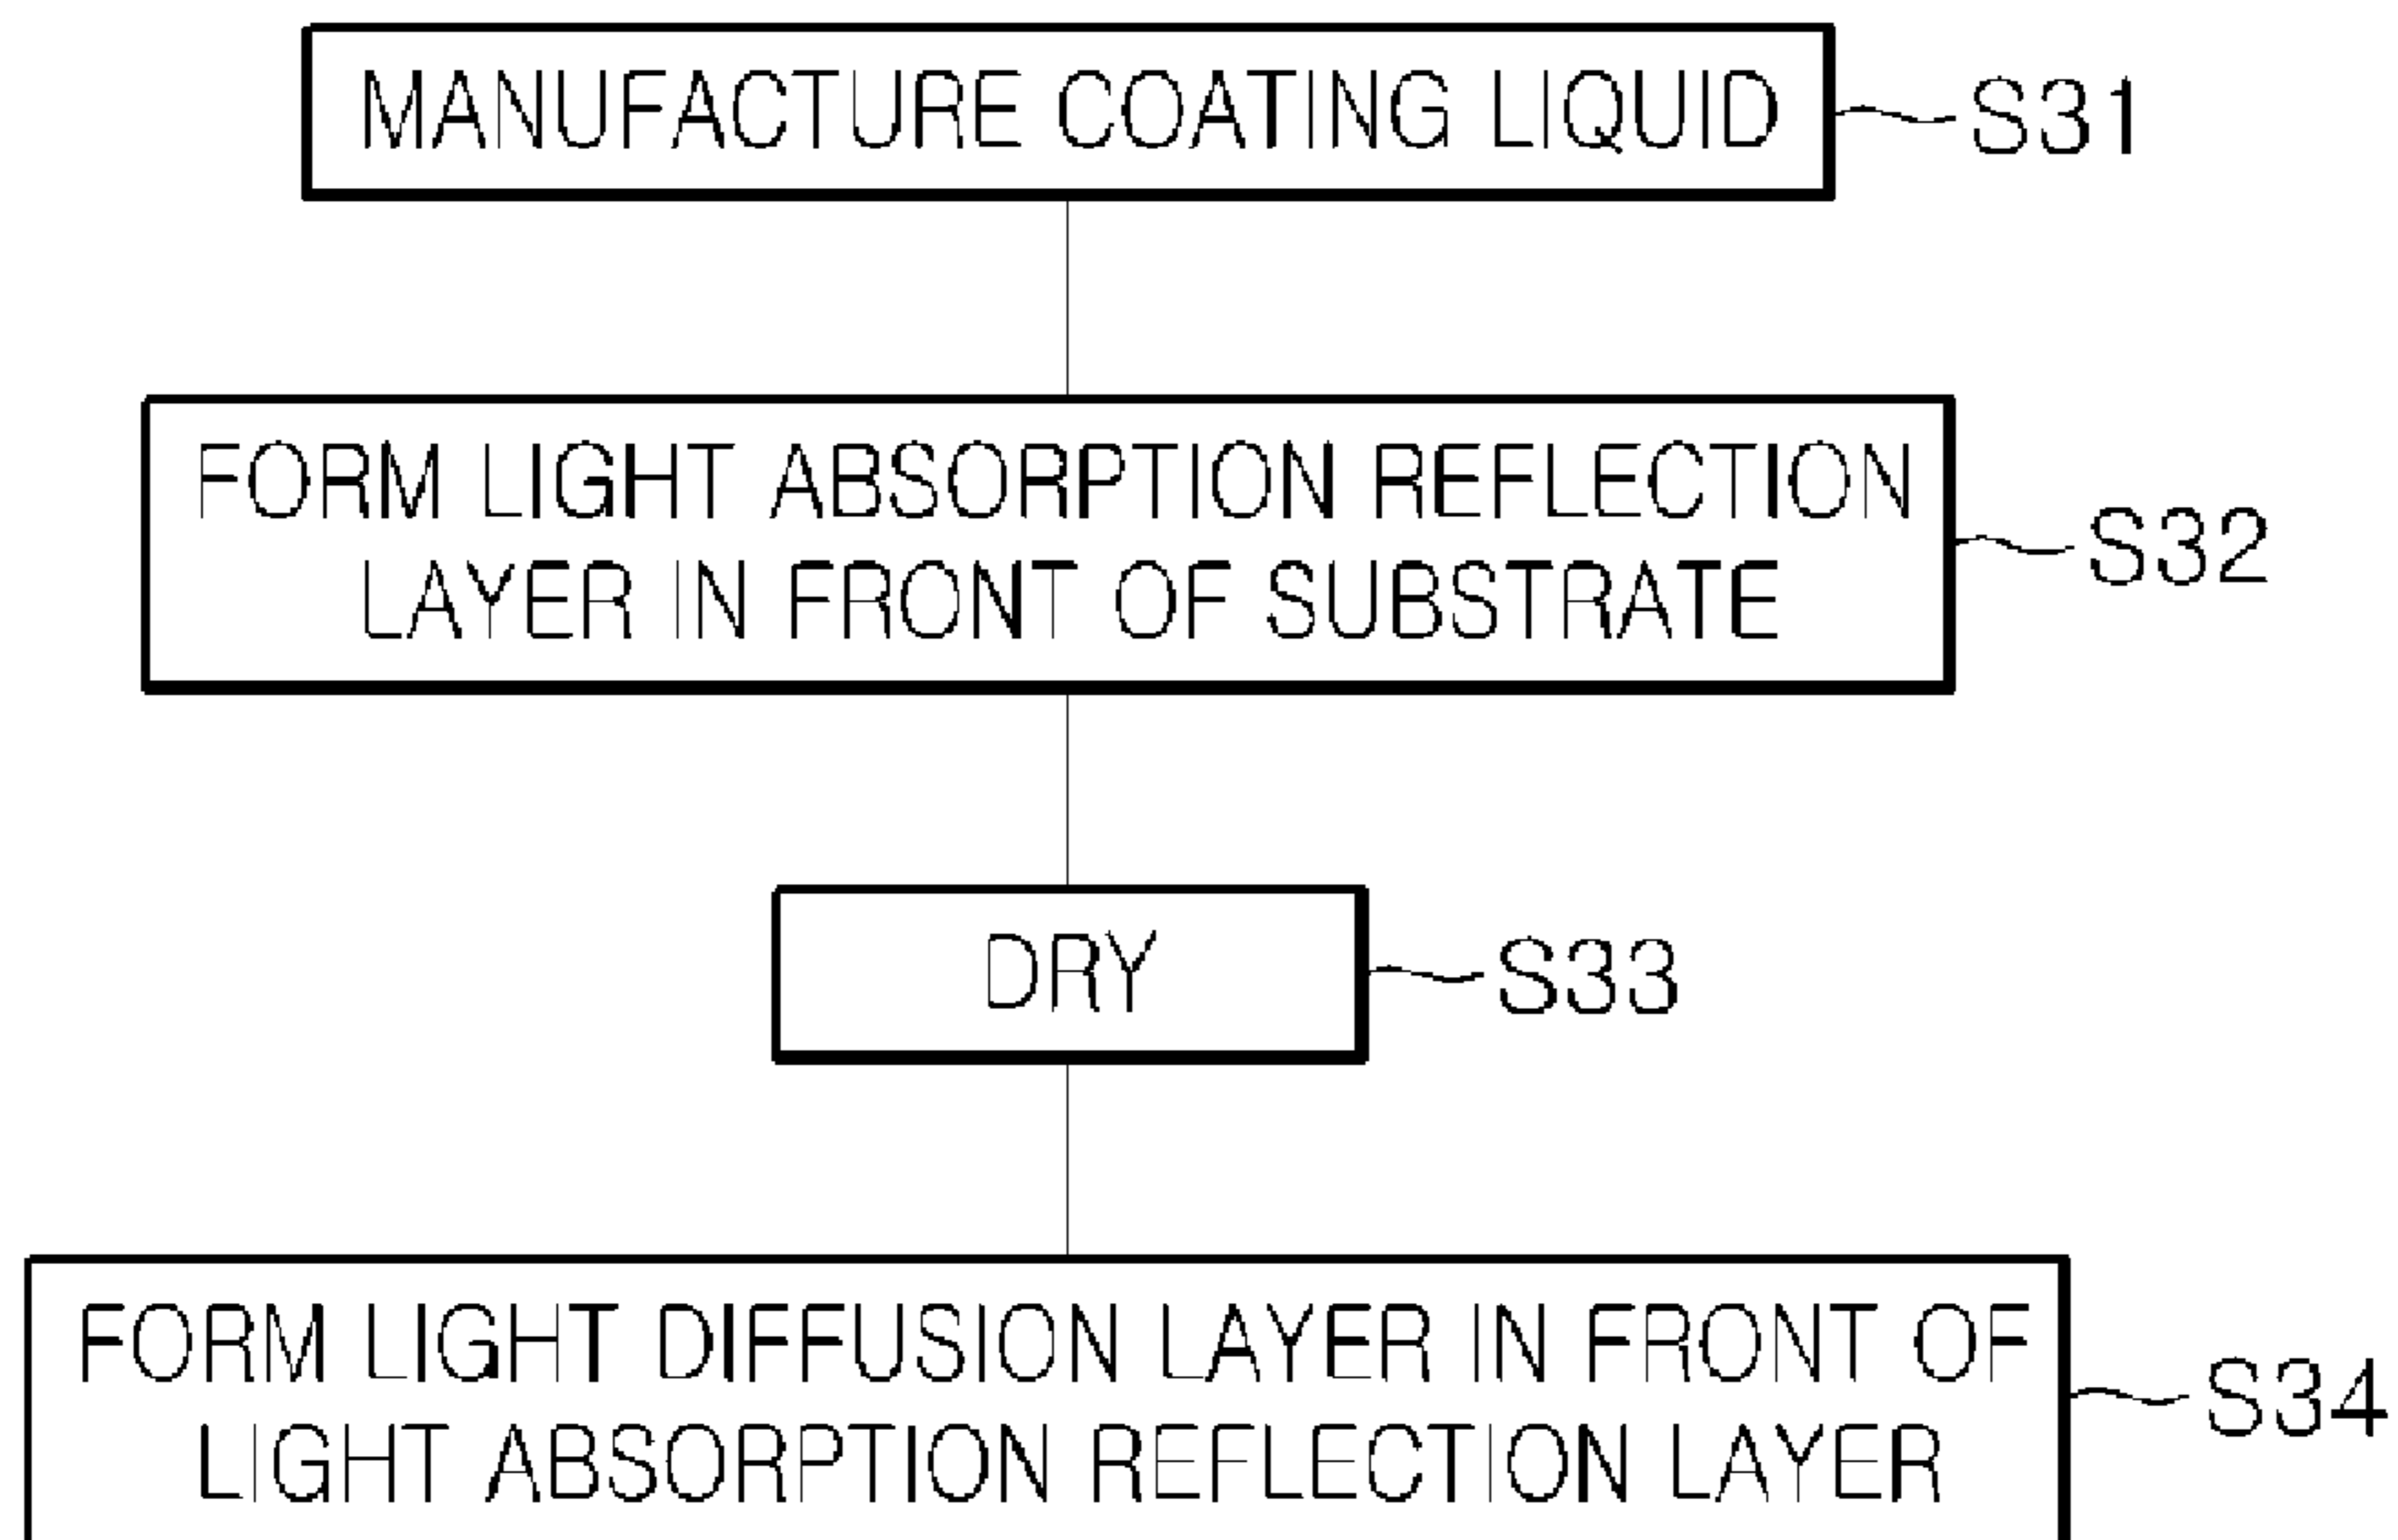 MANUFACTURE COATING LIQUID
S31
FORM LIGHT ABSORPTION REFLECTION
LAYER IN FRONT OF SUBSTRATE
S32
DRY
S33
FORM LIGHT DIFFUSION LAYER IN FRONT OF
LIGHT ABSORPTION REFLECTION LAYER
S34